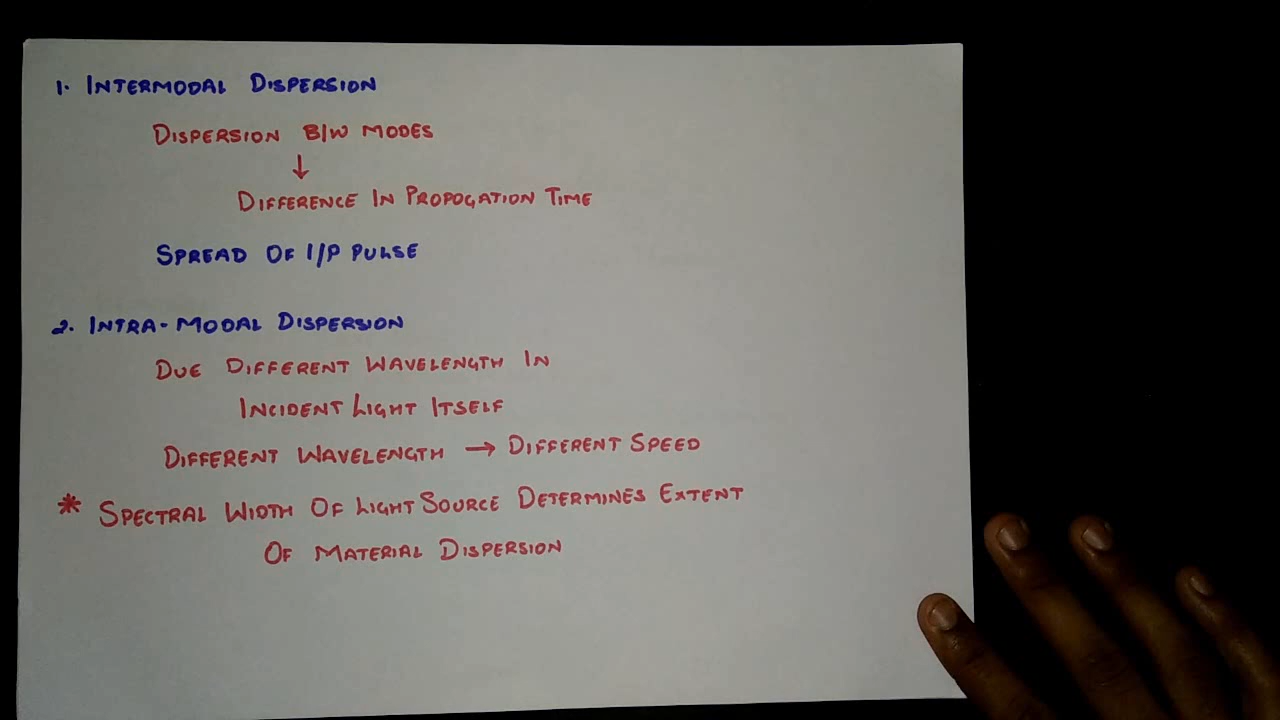 1. INTERMODAL DISPERSION
DISPERSION B/W MODES
↓
DIFFERENCE IN PROPOGATION TIME
SPREAD OF I/P PULSE
2. INTRA-MODAL DISPERSION
DUE DIFFERENT WAVELENGTH IN
INCIDENT LIGHT ITSELF
DIFFERENT WAVELENGTH → DIFFERENT SPEED
* SPECTRAL WIDTH OF LIGHT SOURCE DETERMINES EXTENT
OF MATERIAL DISPERSION